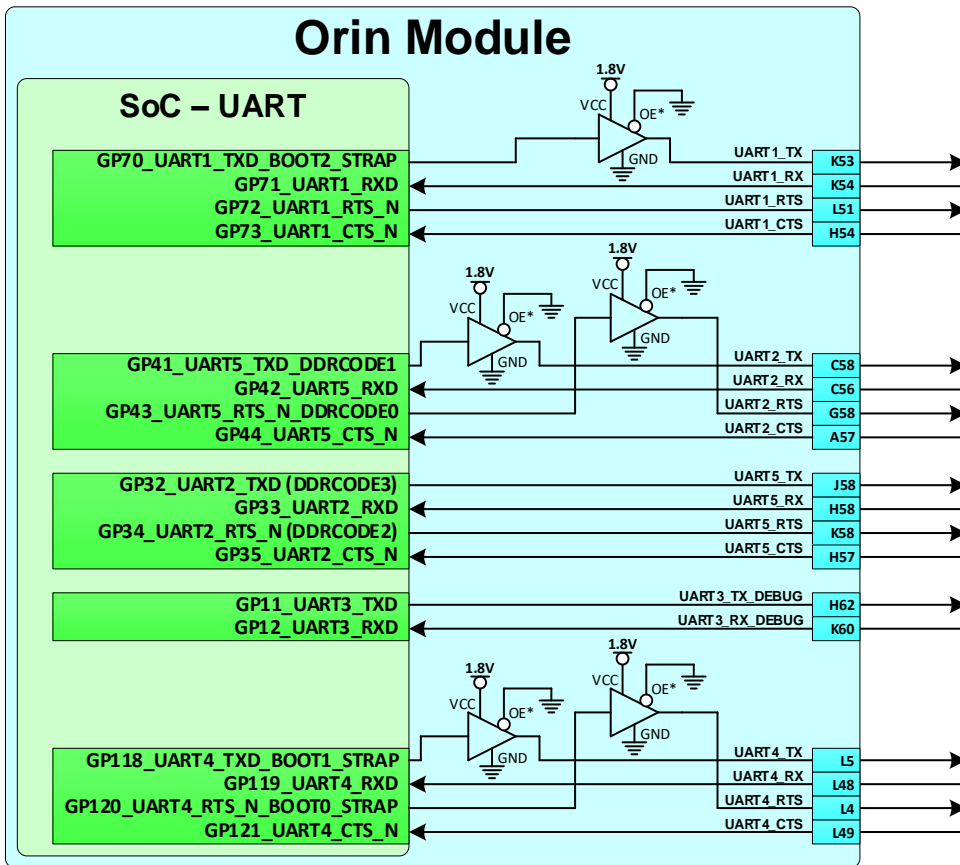 Orin Module
SoC – UART
1.8V
VCC
OE*
GND
GP70_UART1_TXD_BOOT2_STRAP
UART1_TX
K53
GP71_UART1_RXD
UART1_RX
K54
GP72_UART1_RTS_N
UART1_RTS
L51
GP73_UART1_CTS_N
UART1_CTS
H54
1.8V
VCC
OE*
GND
1.8V
VCC
OE*
GND
GP41_UART5_TXD_DDRCODE1
UART2_TX
C58
GP42_UART5_RXD
UART2_RX
C56
GP43_UART5_RTS_N_DDRCODE0
UART2_RTS
G58
GP44_UART5_CTS_N
UART2_CTS
A57
GP32_UART2_TXD (DDRCODE3)
UART5_TX
J58
GP33_UART2_RXD
UART5_RX
H58
GP34_UART2_RTS_N (DDRCODE2)
UART5_RTS
K58
GP35_UART2_CTS_N
UART5_CTS
H57
GP11_UART3_TXD
UART3_TX_DEBUG
H62
GP12_UART3_RXD
UART3_RX_DEBUG
K60
1.8V
VCC
OE*
GND
1.8V
VCC
OE*
GND
GP118_UART4_TXD_BOOT1_STRAP
UART4_TX
L5
GP119_UART4_RXD
UART4_RX
L48
GP120_UART4_RTS_N_BOOT0_STRAP
UART4_RTS
L4
GP121_UART4_CTS_N
UART4_CTS
L49